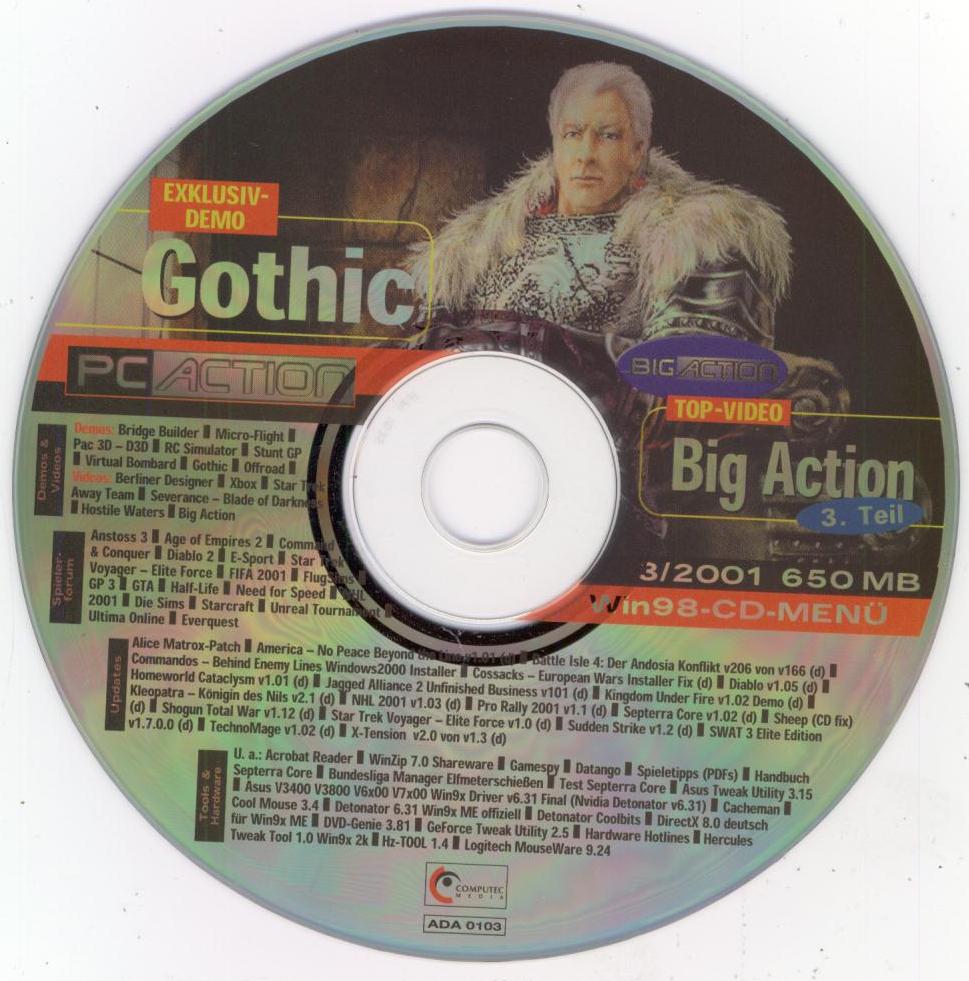 EXKLUSIV-
DEMO
Gothic
PC ACTION
BIG ACTION
TOP-VIDEO
Big Action
3. Teil
3/2001 650 MB
Win98-CD-MENÜ
Demos &
Videos
Demos: Bridge Builder ▮ Micro-Flight ▮
Pac 3D – D3D ▮ RC Simulator ▮ Stunt GP
▮ Virtual Bombard ▮ Gothic ▮ Offroad ▮
Videos: Berliner Designer ▮ Xbox ▮ Star Trek
Away Team ▮ Severance – Blade of Darkness
▮ Hostile Waters ▮ Big Action
Spieler-
forum
Anstoss 3 ▮ Age of Empires 2 ▮ Command
& Conquer ▮ Diablo 2 ▮ E-Sport ▮ Star Trek
Voyager – Elite Force ▮ FIFA 2001 ▮ FlugSims ▮
GP 3 ▮ GTA ▮ Half-Life ▮ Need for Speed ▮ NHL
2001 ▮ Die Sims ▮ Starcraft ▮ Unreal Tournament ▮
Ultima Online ▮ Everquest
Updates
Alice Matrox-Patch ▮ America – No Peace Beyond the Line v1.01 (d) ▮ Battle Isle 4: Der Andosia Konflikt v206 von v166 (d) ▮
Commandos – Behind Enemy Lines Windows2000 Installer ▮ Cossacks – European Wars Installer Fix (d) ▮ Diablo v1.05 (d) ▮
Homeworld Cataclysm v1.01 (d) ▮ Jagged Alliance 2 Unfinished Business v101 (d) ▮ Kingdom Under Fire v1.02 Demo (d) ▮
Kleopatra – Königin des Nils v2.1 (d) ▮ NHL 2001 v1.03 (d) ▮ Pro Rally 2001 v1.1 (d) ▮ Septerra Core v1.02 (d) ▮ Sheep (CD fix)
(d) ▮ Shogun Total War v1.12 (d) ▮ Star Trek Voyager – Elite Force v1.0 (d) ▮ Sudden Strike v1.2 (d) ▮ SWAT 3 Elite Edition
v1.7.0.0 (d) ▮ TechnoMage v1.02 (d) ▮ X-Tension v2.0 von v1.3 (d)
Tools &
Hardware
U. a.: Acrobat Reader ▮ WinZip 7.0 Shareware ▮ Gamespy ▮ Datango ▮ Spieletipps (PDFs) ▮ Handbuch
Septerra Core ▮ Bundesliga Manager Elfmeterschießen ▮ Test Septerra Core ▮ Asus Tweak Utility 3.15
▮ Asus V3400 V3800 V6x00 V7x00 Win9x Driver v6.31 Final (Nvidia Detonator v6.31) ▮ Cacheman ▮
Cool Mouse 3.4 ▮ Detonator 6.31 Win9x ME offiziell ▮ Detonator Coolbits ▮ DirectX 8.0 deutsch
für Win9x ME ▮ DVD-Genie 3.81 ▮ GeForce Tweak Utility 2.5 ▮ Hardware Hotlines ▮ Hercules
Tweak Tool 1.0 Win9x 2k ▮ Hz-TOOL 1.4 ▮ Logitech MouseWare 9.24
COMPUTEC
MEDIA
ADA 0103